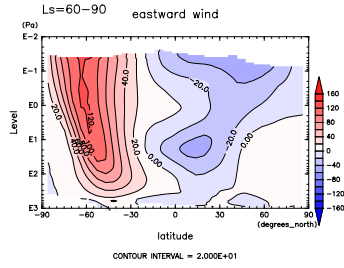 Ls=60-90
eastward wind
(Pa)
E-2
E-1
E0
E1
E2
E3
Level
-90 -60 -30 0 30 60 90
(degrees_north)
latitude
20.0
120.
100.
40.0
20.0
0.00
-20.0
-20.0
0.00
160
120
80
40
0
-40
-80
-120
-160
CONTOUR INTERVAL = 2.000E+01